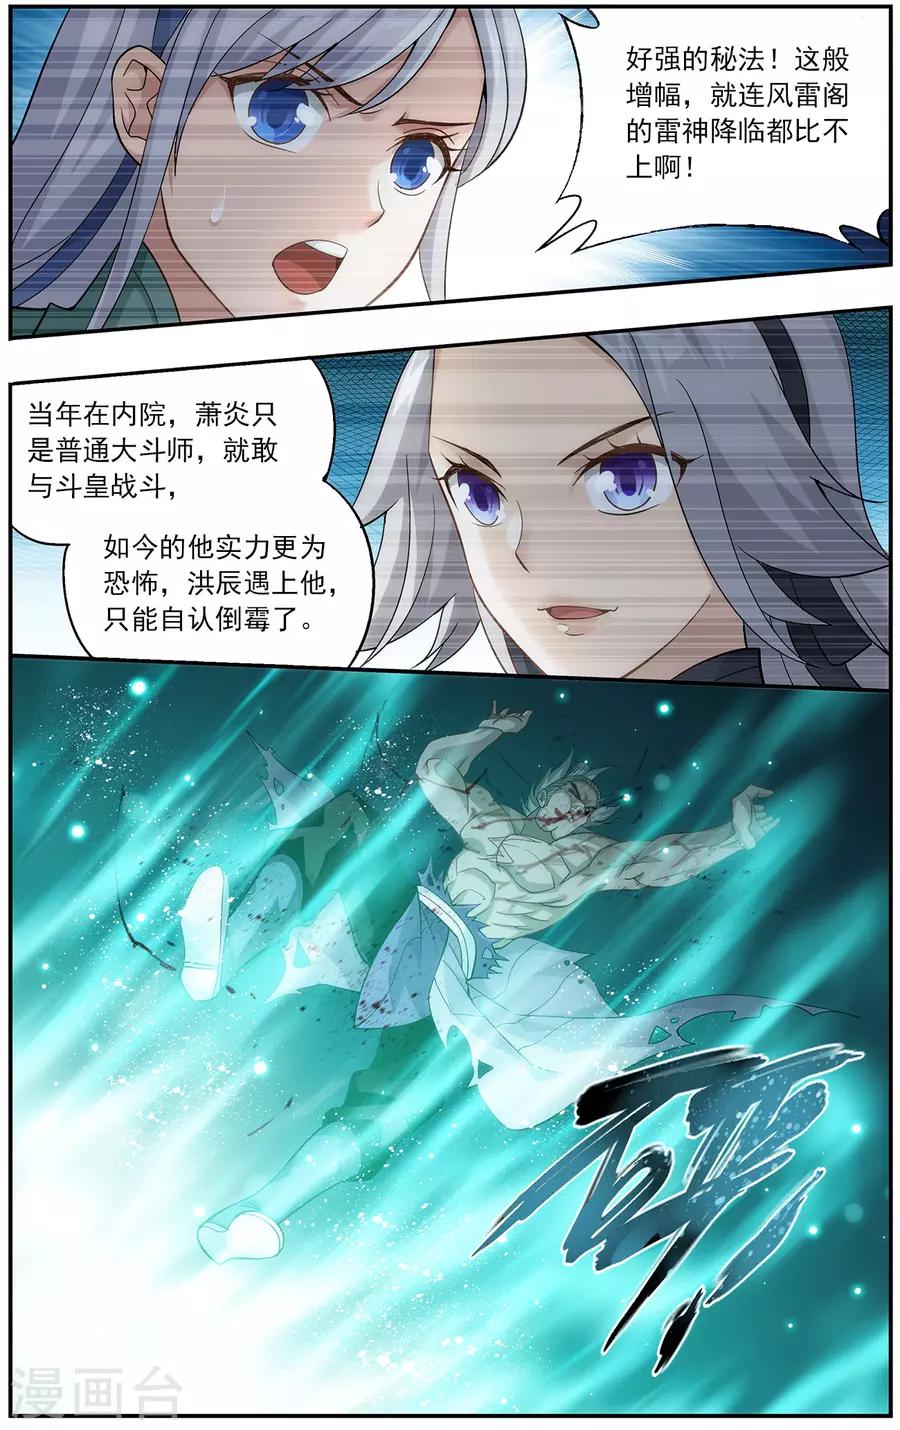 好强的秘法！这般
增幅，就连风雷阁
的雷神降临都比不
上啊！
当年在内院，萧炎只
是普通大斗师，就敢
与斗皇战斗，
如今的他实力更为
恐怖，洪辰遇上他，
只能自认倒霉了。
砰
漫画台